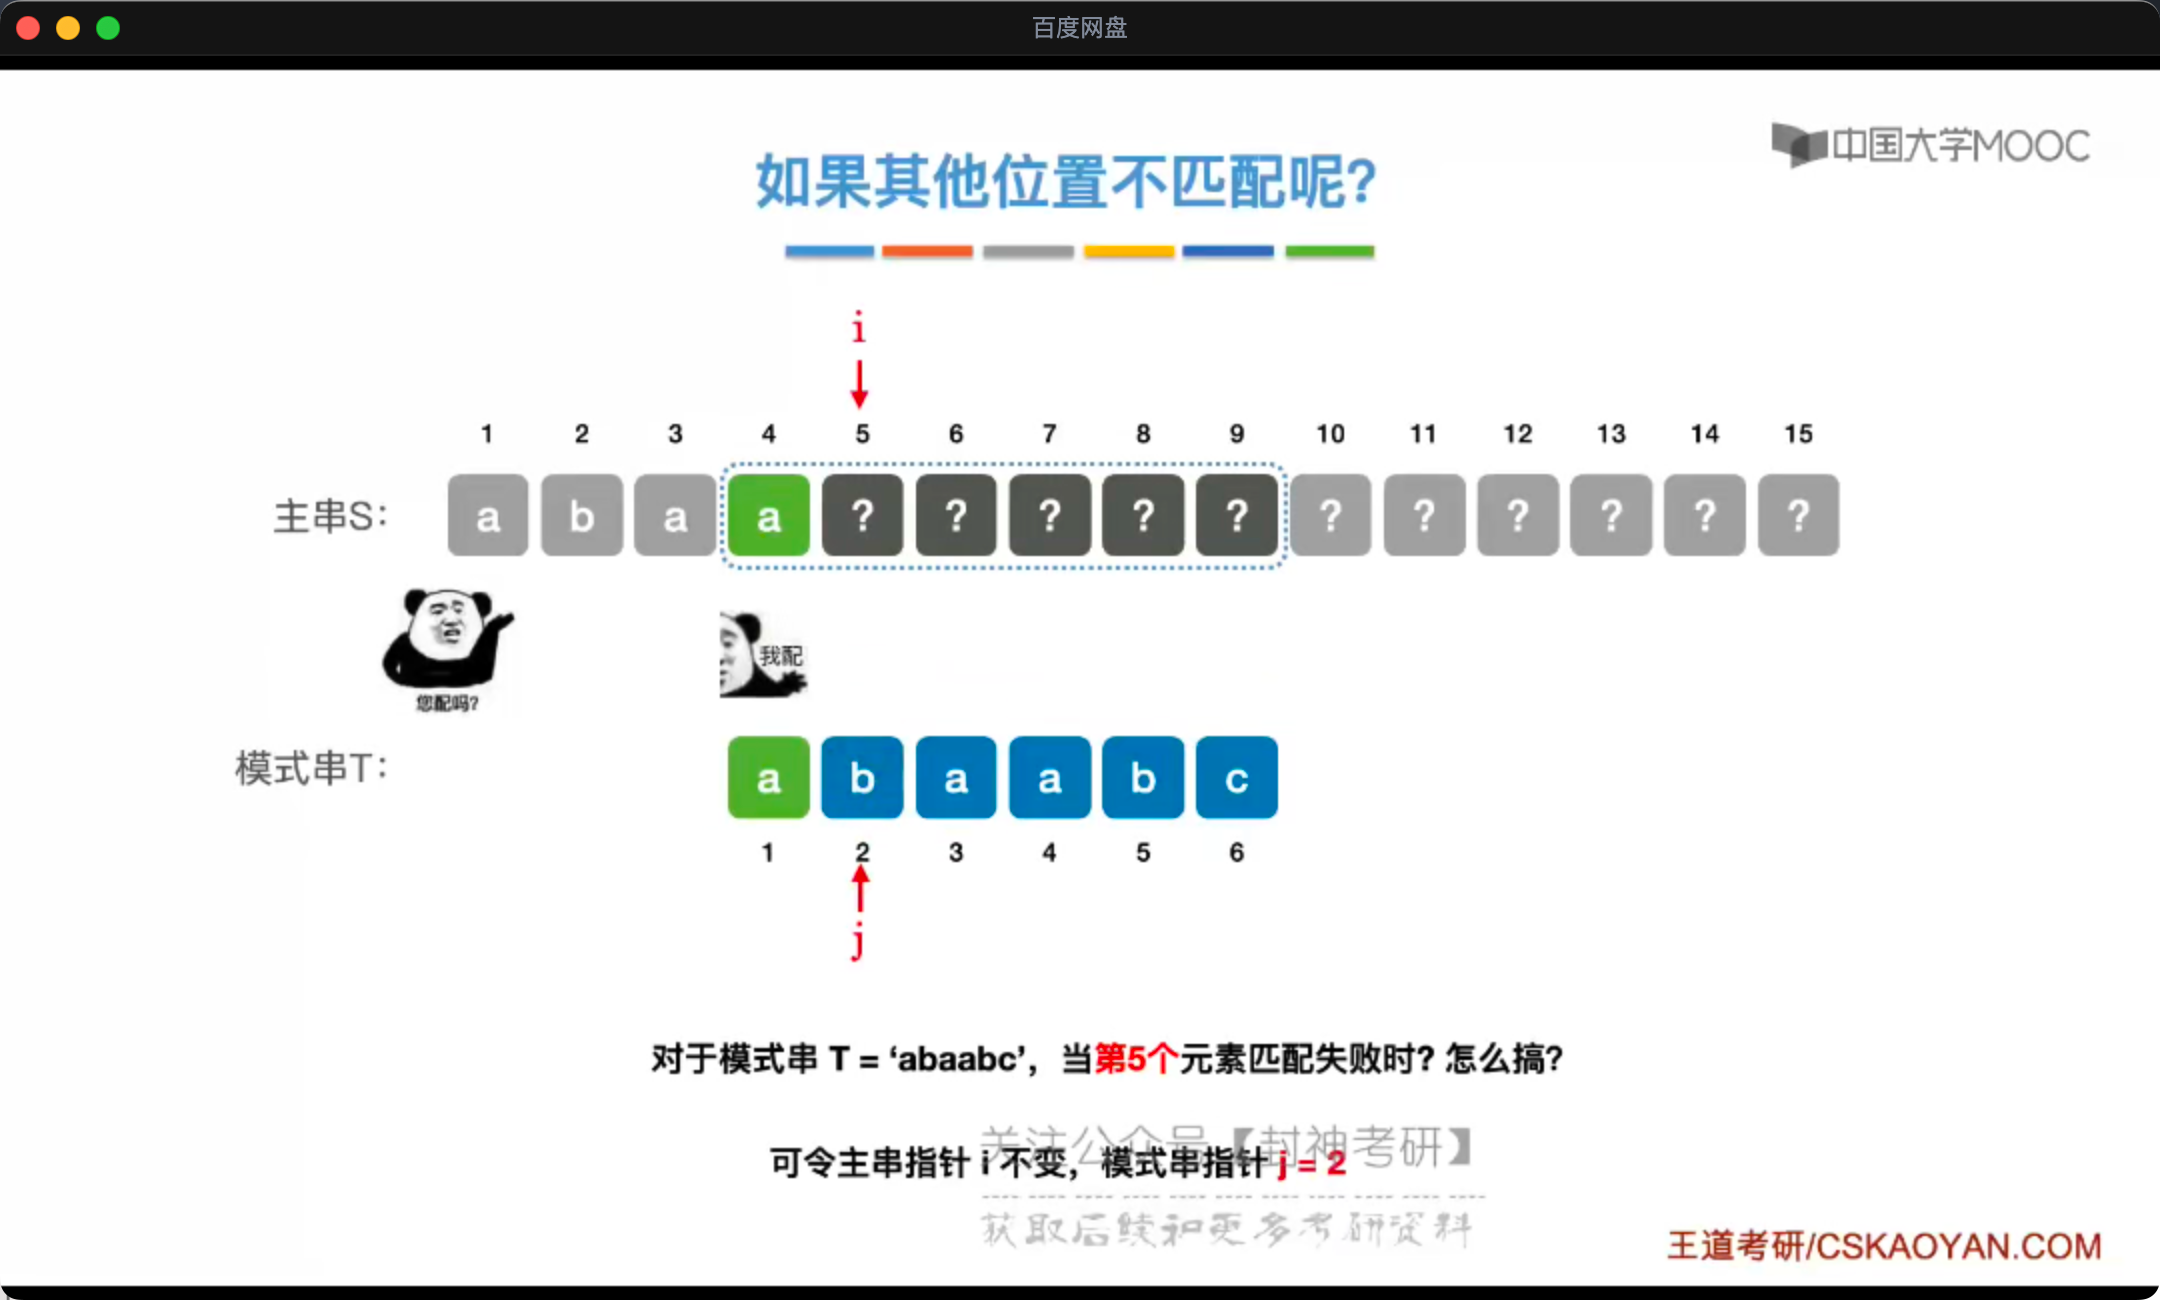 百度网盘
中国大学MOOC
如果其他位置不匹配呢?
i
1 2 3 4 5 6 7 8 9 10 11 12 13 14 15
主串S: a b a a ? ? ? ? ? ? ? ? ? ? ?
您配吗?
我配
模式串T: a b a a b c
1 2 3 4 5 6
j
对于模式串 T = ‘abaabc’，当第5个元素匹配失败时? 怎么搞?
关注公众号【封神考研】
可令主串指针 i 不变，模式串指针 j = 2
获取后续和更多考研资料
王道考研/CSKAOYAN.COM